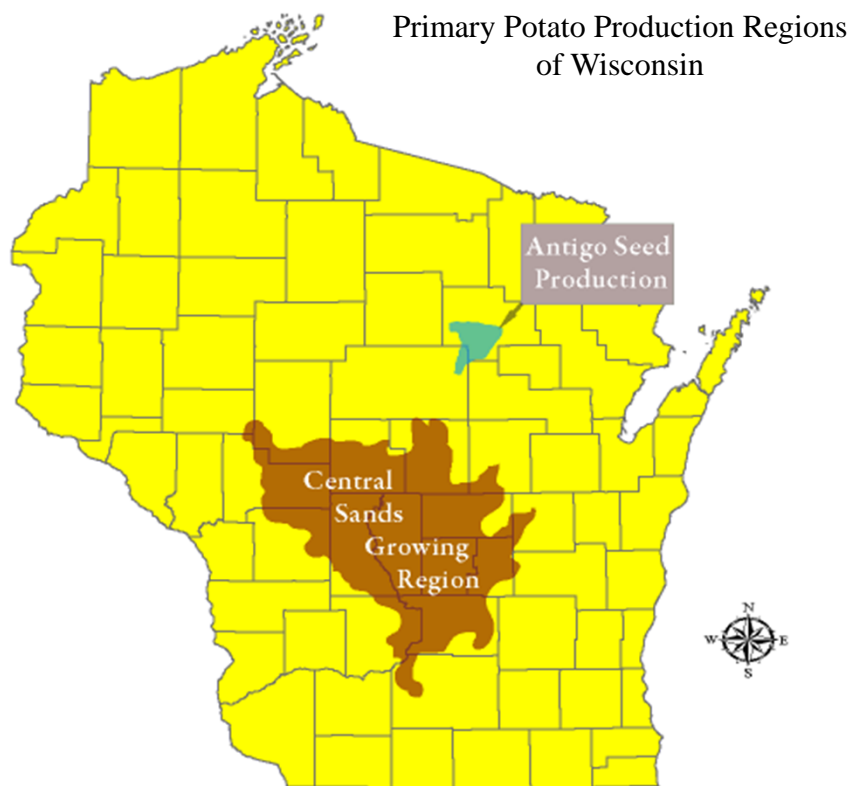 Primary Potato Production Regions
of Wisconsin
Antigo Seed
Production
Central
Sands
Growing
Region
N
W E
S